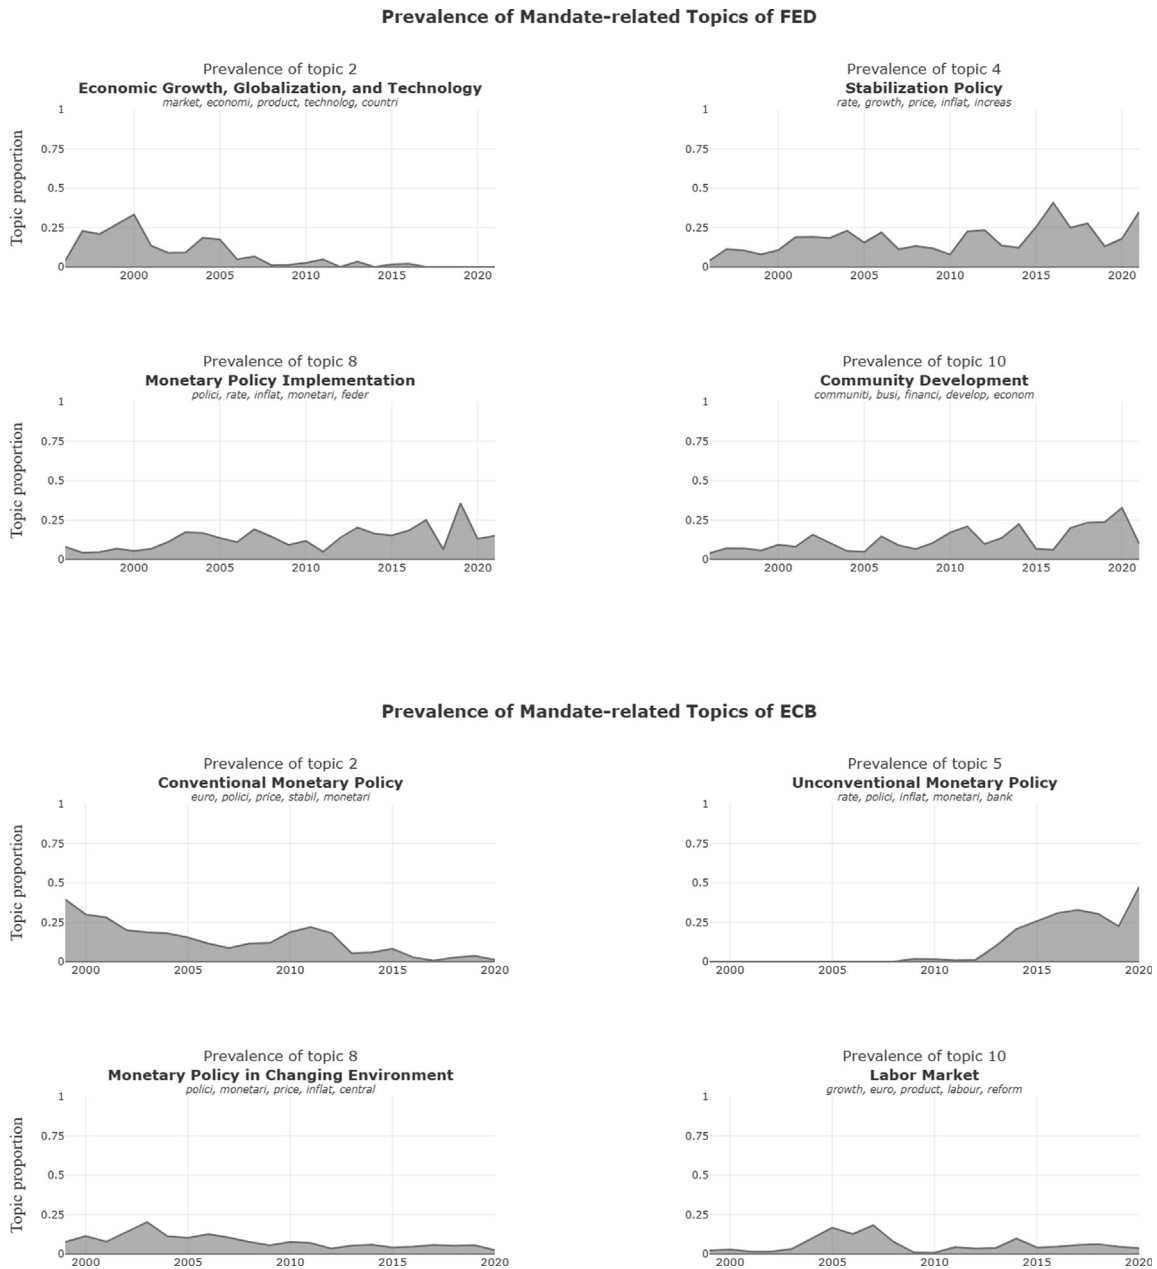 Prevalence of Mandate-related Topics of FED
Prevalence of topic 2
Economic Growth, Globalization, and Technology
market, economi, product, technolog, countri
Topic proportion
1
0.75
0.5
0.25
0
2000
2005
2010
2015
2020
Prevalence of topic 4
Stabilization Policy
rate, growth, price, inflat, increas
1
0.75
0.5
0.25
0
2000
2005
2010
2015
2020
Prevalence of topic 8
Monetary Policy Implementation
polici, rate, inflat, monetari, feder
Topic proportion
1
0.75
0.5
0.25
0
2000
2005
2010
2015
2020
Prevalence of topic 10
Community Development
communiti, busi, financi, develop, econom
1
0.75
0.5
0.25
0
2000
2005
2010
2015
2020
Prevalence of Mandate-related Topics of ECB
Prevalence of topic 2
Conventional Monetary Policy
euro, polici, price, stabil, monetari
Topic proportion
1
0.75
0.5
0.25
0
2000
2005
2010
2015
2020
Prevalence of topic 5
Unconventional Monetary Policy
rate, polici, inflat, monetari, bank
1
0.75
0.5
0.25
0
2000
2005
2010
2015
2020
Prevalence of topic 8
Monetary Policy in Changing Environment
polici, monetari, price, inflat, central
Topic proportion
1
0.75
0.5
0.25
0
2000
2005
2010
2015
2020
Prevalence of topic 10
Labor Market
growth, euro, product, labour, reform
1
0.75
0.5
0.25
0
2000
2005
2010
2015
2020